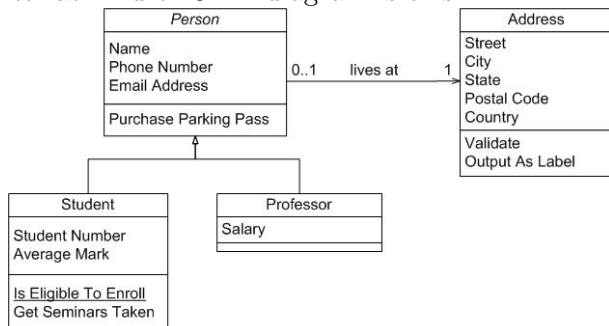 Person
Name
Phone Number
Email Address
Purchase Parking Pass
0..1 lives at 1
Address
Street
City
State
Postal Code
Country
Validate
Output As Label
Student
Student Number
Average Mark
Is Eligible To Enroll
Get Seminars Taken
Professor
Salary